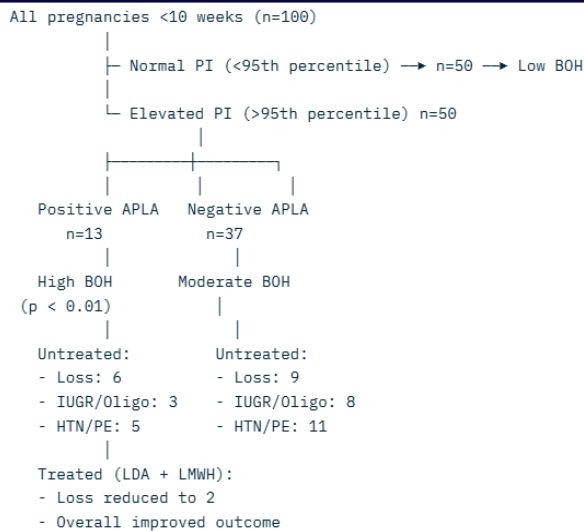 All pregnancies <10 weeks (n=100)
Normal PI (<95th percentile) → n=50 → Low BOH
Elevated PI (>95th percentile) n=50
Positive APLA Negative APLA
n=13 n=37
High BOH Moderate BOH
(p < 0.01)
Untreated: Untreated:
- Loss: 6 - Loss: 9
- IUGR/Oligo: 3 - IUGR/Oligo: 8
- HTN/PE: 5 - HTN/PE: 11
Treated (LDA + LMWH):
- Loss reduced to 2
- Overall improved outcome